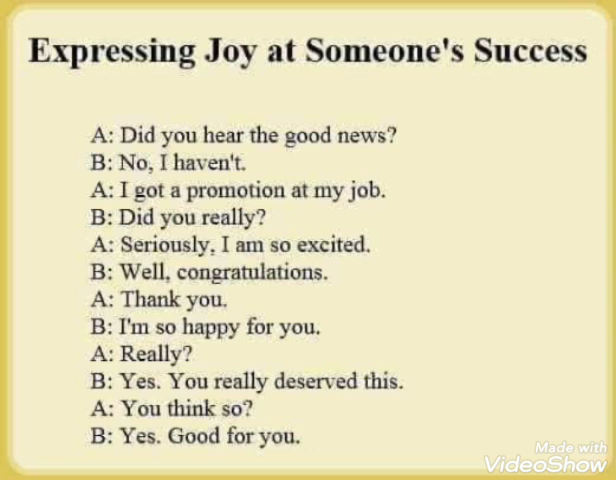 Expressing Joy at Someone's Success
A: Did you hear the good news?
B: No, I haven't.
A: I got a promotion at my job.
B: Did you really?
A: Seriously, I am so excited.
B: Well, congratulations.
A: Thank you.
B: I'm so happy for you.
A: Really?
B: Yes. You really deserved this.
A: You think so?
B: Yes. Good for you.
Made with
VideoShow